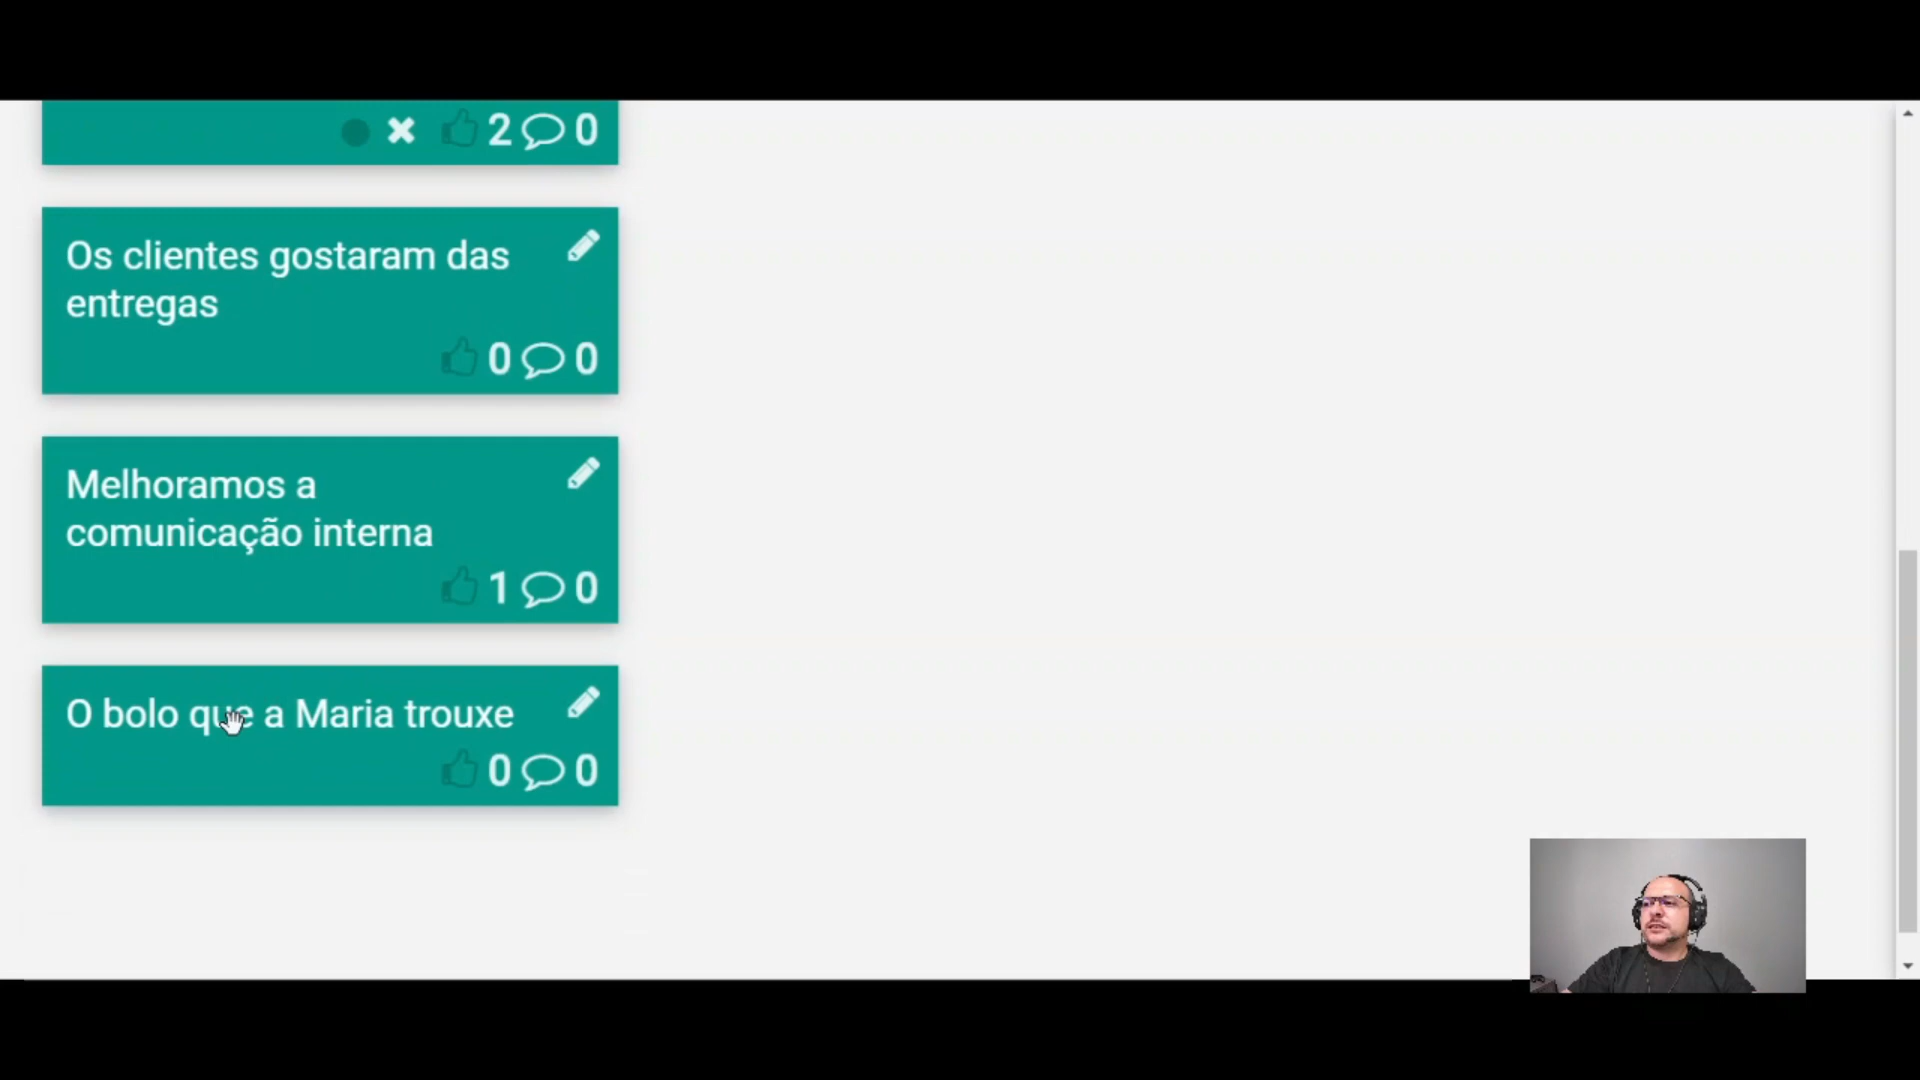 2 0
Os clientes gostaram das
entregas
0 0
Melhoramos a
comunicação interna
1 0
O bolo que a Maria trouxe
0 0